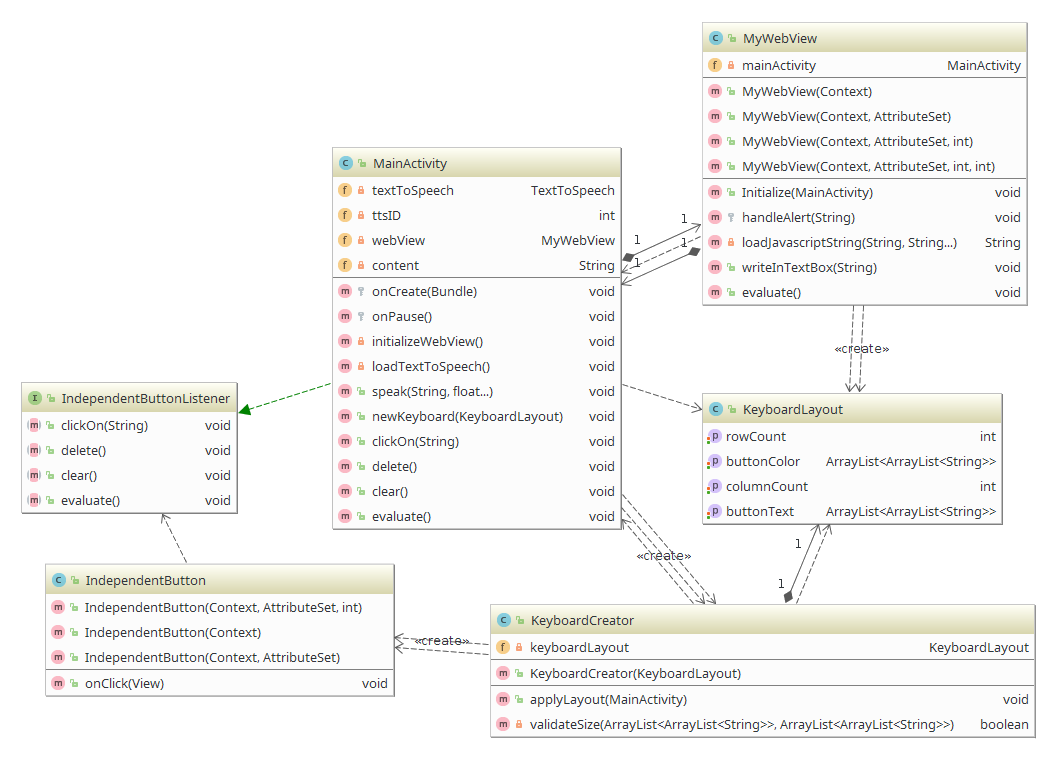 MyWebView
mainActivity MainActivity
MyWebView(Context)
MyWebView(Context, AttributeSet)
MyWebView(Context, AttributeSet, int)
MyWebView(Context, AttributeSet, int, int)
Initialize(MainActivity) void
handleAlert(String) void
loadJavascriptString(String, String...) String
writeInTextBox(String) void
evaluate() void
MainActivity
textToSpeech TextToSpeech
ttsID int
webView MyWebView
content String
onCreate(Bundle) void
onPause() void
initializeWebView() void
loadTextToSpeech() void
speak(String, float...) void
newKeyboard(KeyboardLayout) void
clickOn(String) void
delete() void
clear() void
evaluate() void
1
1
1
1
«create»
IndependentButtonListener
clickOn(String) void
delete() void
clear() void
evaluate() void
KeyboardLayout
rowCount int
buttonColor ArrayList<ArrayList<String>>
columnCount int
buttonText ArrayList<ArrayList<String>>
«create»
1
1
IndependentButton
IndependentButton(Context, AttributeSet, int)
IndependentButton(Context)
IndependentButton(Context, AttributeSet)
onClick(View) void
«create»
KeyboardCreator
keyboardLayout KeyboardLayout
KeyboardCreator(KeyboardLayout)
applyLayout(MainActivity) void
validateSize(ArrayList<ArrayList<String>>, ArrayList<ArrayList<String>>) boolean